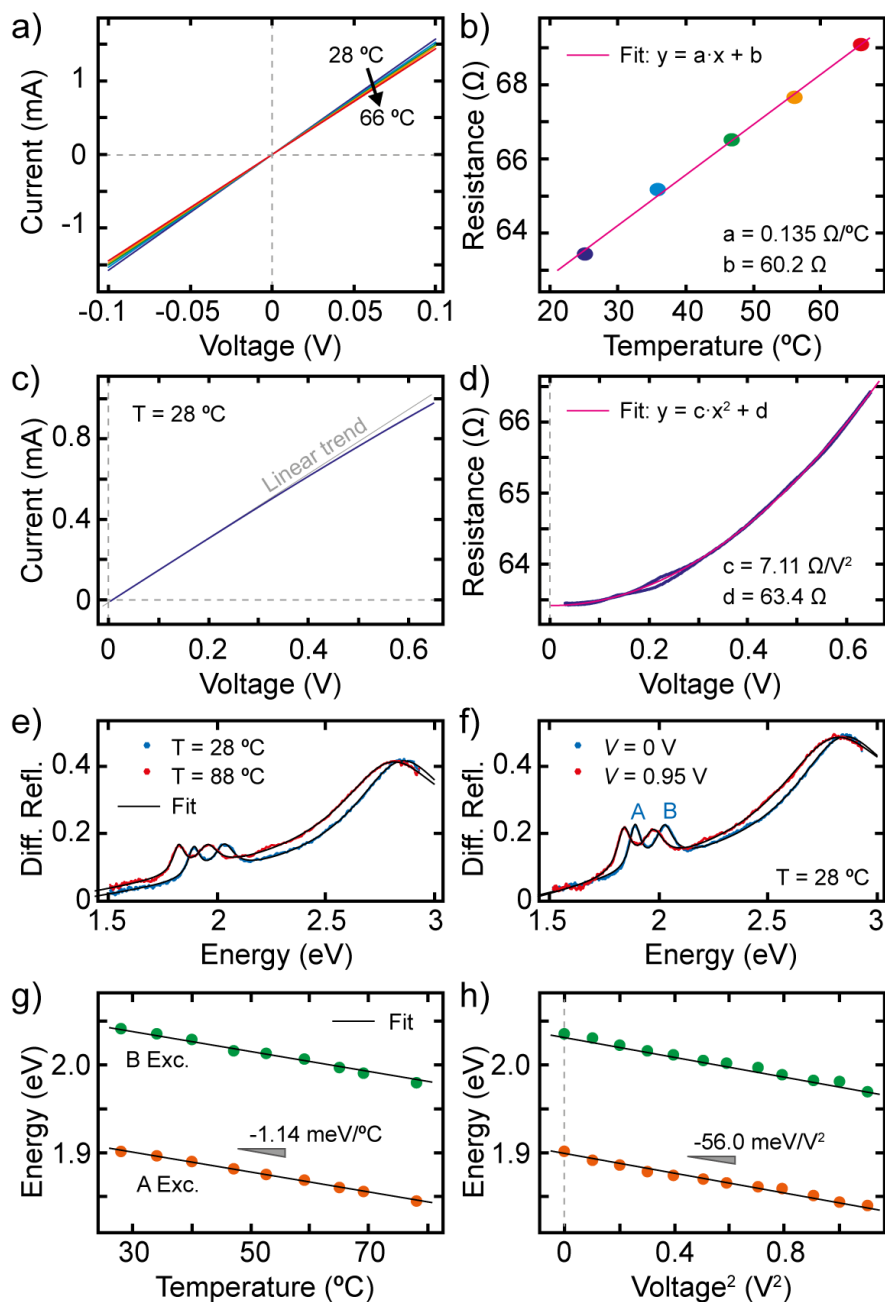 a)
1
0
-1
Current (mA)
28 ºC
66 ºC
-0.1
-0.05
0
0.05
0.1
Voltage (V)
b)
68
66
64
Resistance (Ω)
Fit: y = a·x + b
a = 0.135 Ω/ºC
b = 60.2 Ω
20
30
40
50
60
Temperature (ºC)
c)
0.8
0.4
0
Current (mA)
T = 28 ºC
Linear trend
0
0.2
0.4
0.6
Voltage (V)
d)
66
65
64
Resistance (Ω)
Fit: y = c·x² + d
c = 7.11 Ω/V²
d = 63.4 Ω
0
0.2
0.4
0.6
Voltage (V)
e)
0.4
0.2
0
Diff. Refl.
T = 28 ºC
T = 88 ºC
Fit
1.5
2
2.5
3
Energy (eV)
f)
0.4
0.2
0
Diff. Refl.
V = 0 V
V = 0.95 V
A
B
T = 28 ºC
1.5
2
2.5
3
Energy (eV)
g)
2.0
1.9
Energy (eV)
Fit
B Exc.
-1.14 meV/ºC
A Exc.
30
50
70
Temperature (ºC)
h)
2.0
1.9
Energy (eV)
-56.0 meV/V²
0
0.4
0.8
Voltage² (V²)